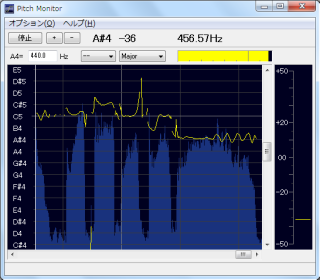 Pitch Monitor
オプション(O) ヘルプ(H)
停止 + - A#4 -36 456.57Hz
A4= 440.0 Hz -- Major
E5
D#5
D5
C#5
C5
B4
A#4
A4
G#4
G4
F#4
F4
E4
D#4
D4
C#4
+50
+20
00
-20
-50